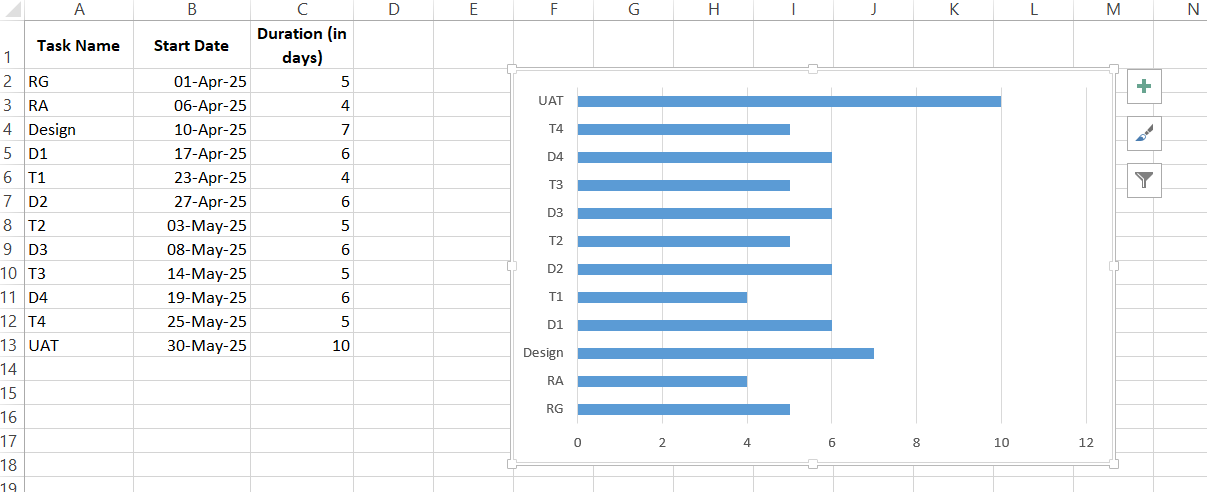 A B C D E F G H I J K L M N
1 Task Name Start Date Duration (in days)
2 RG 01-Apr-25 5
3 RA 06-Apr-25 4
4 Design 10-Apr-25 7
5 D1 17-Apr-25 6
6 T1 23-Apr-25 4
7 D2 27-Apr-25 6
8 T2 03-May-25 5
9 D3 08-May-25 6
10 T3 14-May-25 5
11 D4 19-May-25 6
12 T4 25-May-25 5
13 UAT 30-May-25 10
14
15
16
17
18
19
UAT
T4
D4
T3
D3
T2
D2
T1
D1
Design
RA
RG
0 2 4 6 8 10 12